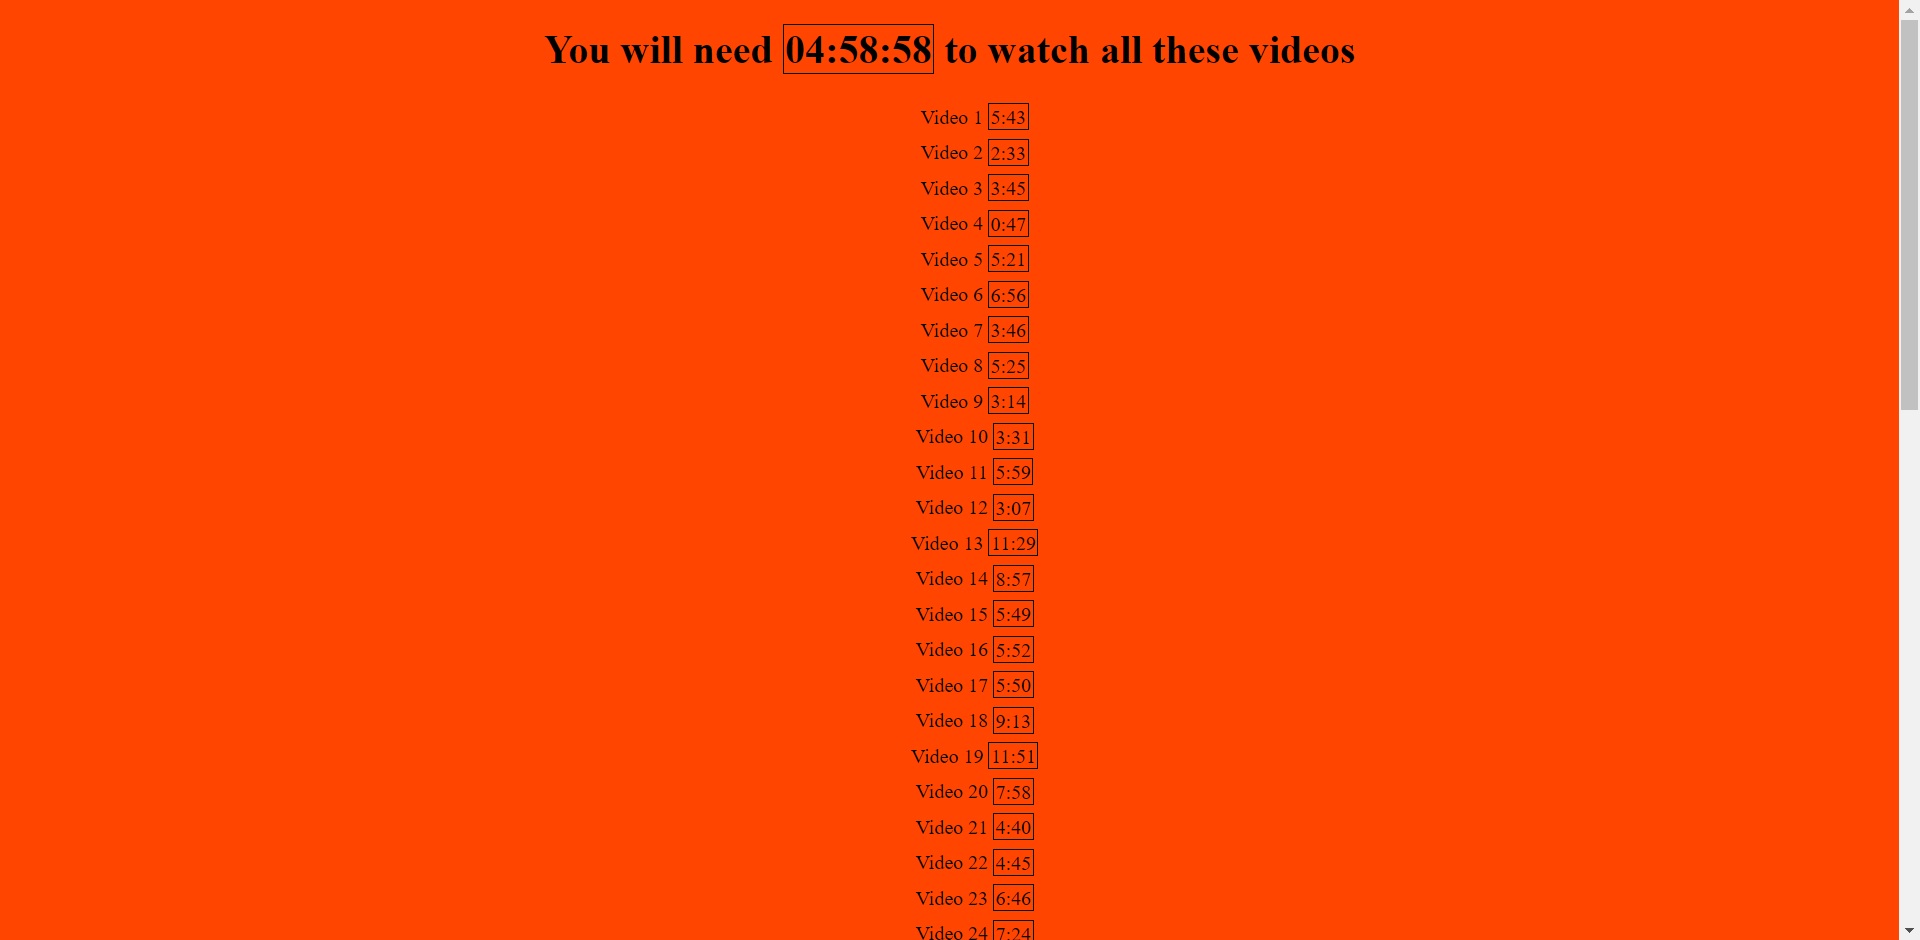 You will need 04:58:58 to watch all these videos
Video 1 5:43
Video 2 2:33
Video 3 3:45
Video 4 0:47
Video 5 5:21
Video 6 6:56
Video 7 3:46
Video 8 5:25
Video 9 3:14
Video 10 3:31
Video 11 5:59
Video 12 3:07
Video 13 11:29
Video 14 8:57
Video 15 5:49
Video 16 5:52
Video 17 5:50
Video 18 9:13
Video 19 11:51
Video 20 7:58
Video 21 4:40
Video 22 4:45
Video 23 6:46
Video 24 7:24